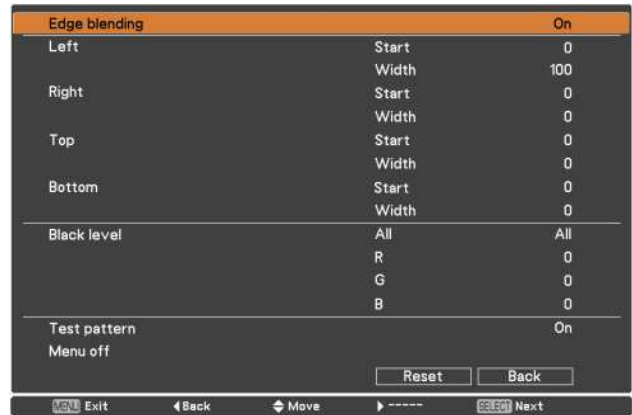 Edge blending On
Left Start 0
Width 100
Right Start 0
Width 0
Top Start 0
Width 0
Bottom Start 0
Width 0
Black level All All
R 0
G 0
B 0
Test pattern On
Menu off
Reset Back
MENU Exit ◀Back Move ▶ ----- SELECT Next